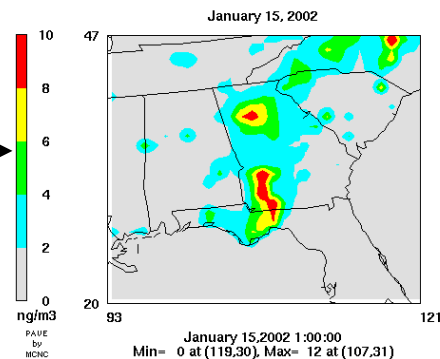 January 15, 2002
10
8
6
4
2
0
ng/m3
PAVE
by
MCNC
47
20
93
121
January 15,2002 1:00:00
Min= 0 at (119,30), Max= 12 at (107,31)